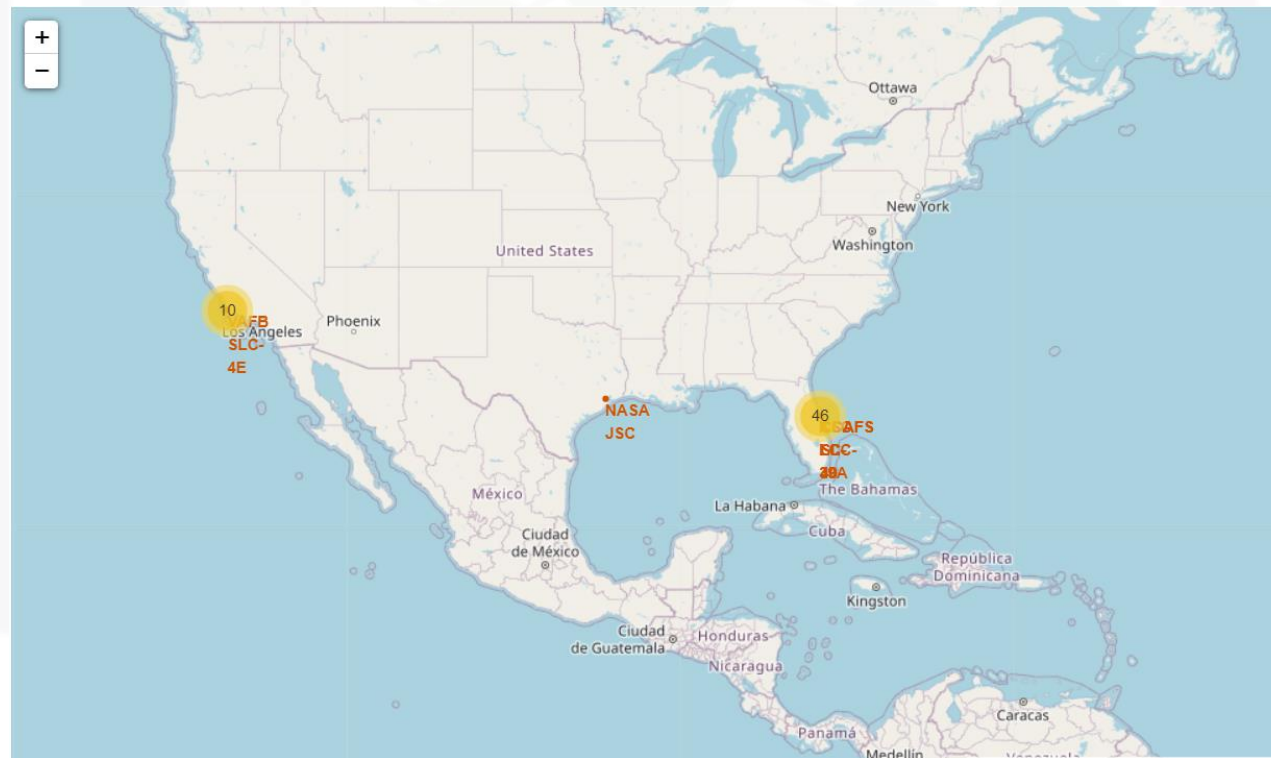 +
−
Ottawa
New York
Washington
United States
10
VAFB
Los Angeles
SLC-
4E
Phoenix
NASA
JSC
46
The Bahamas
La Habana
México
Cuba
Ciudad
de México
República
Dominicana
Kingston
Ciudad
de Guatemala
Honduras
Nicaragua
Caracas
Panamá
Medellín
Venezuela